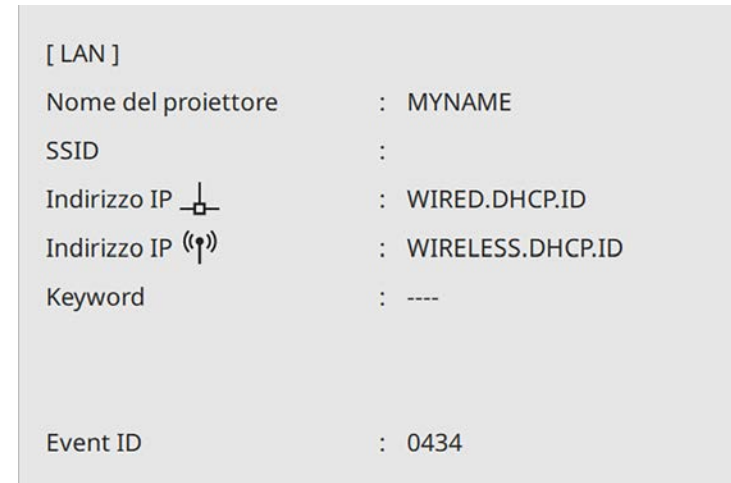 [ LAN ]
Nome del proiettore : MYNAME
SSID :
Indirizzo IP : WIRED.DHCP.ID
Indirizzo IP : WIRELESS.DHCP.ID
Keyword : ----
Event ID : 0434